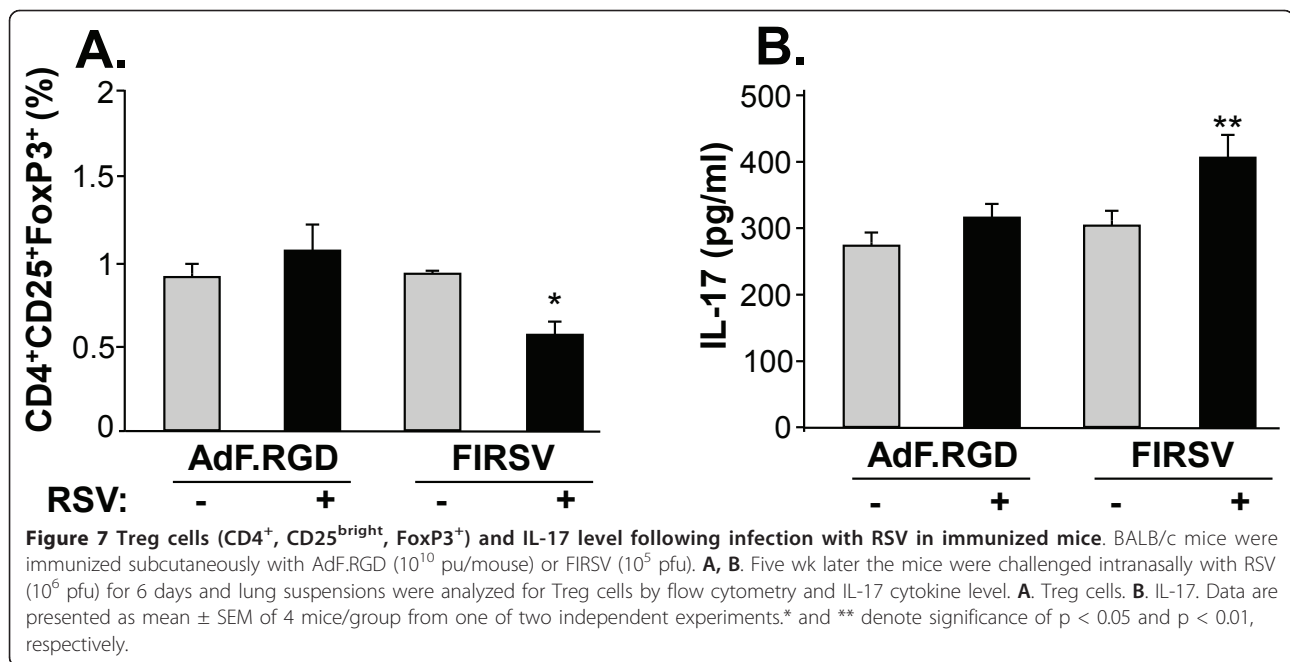 A.
CD4⁺CD25⁺FoxP3⁺ (%)
2
1.5
1
0.5
0
*
AdF.RGD
FIRSV
RSV:
- + - +
B.
IL-17 (pg/ml)
500
400
300
200
100
0
**
AdF.RGD
FIRSV
- + - +
Figure 7 Treg cells (CD4⁺, CD25ᵇʳⁱᵍʰᵗ, FoxP3⁺) and IL-17 level following infection with RSV in immunized mice. BALB/c mice were
immunized subcutaneously with AdF.RGD (10¹⁰ pu/mouse) or FIRSV (10⁵ pfu). A, B. Five wk later the mice were challenged intranasally with RSV
(10⁶ pfu) for 6 days and lung suspensions were analyzed for Treg cells by flow cytometry and IL-17 cytokine level. A. Treg cells. B. IL-17. Data are
presented as mean ± SEM of 4 mice/group from one of two independent experiments.* and ** denote significance of p < 0.05 and p < 0.01,
respectively.